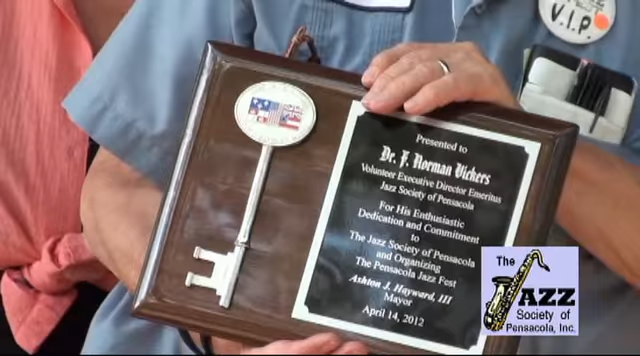 V.I.P.
Presented to
Dr. F. Norman Vickers
Volunteer Executive Director Emeritus
Jazz Society of Pensacola
For His Enthusiastic
Dedication and Commitment
to
The Jazz Society of Pensacola
and Organizing
The Pensacola Jazz Fest
Ashton J. Hayward, III
Mayor
April 14, 2012
The
JAZZ
Society of
Pensacola, Inc.